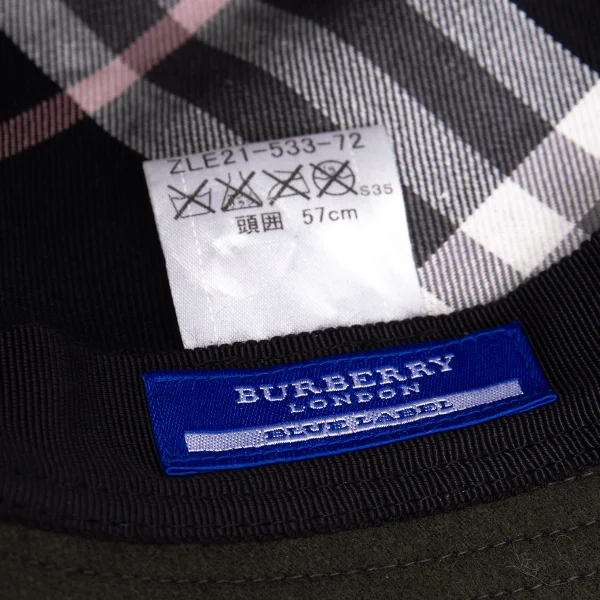 ZLE21-533-72
S35
頭囲 57cm
BURBERRY
LONDON
BLUE LABEL